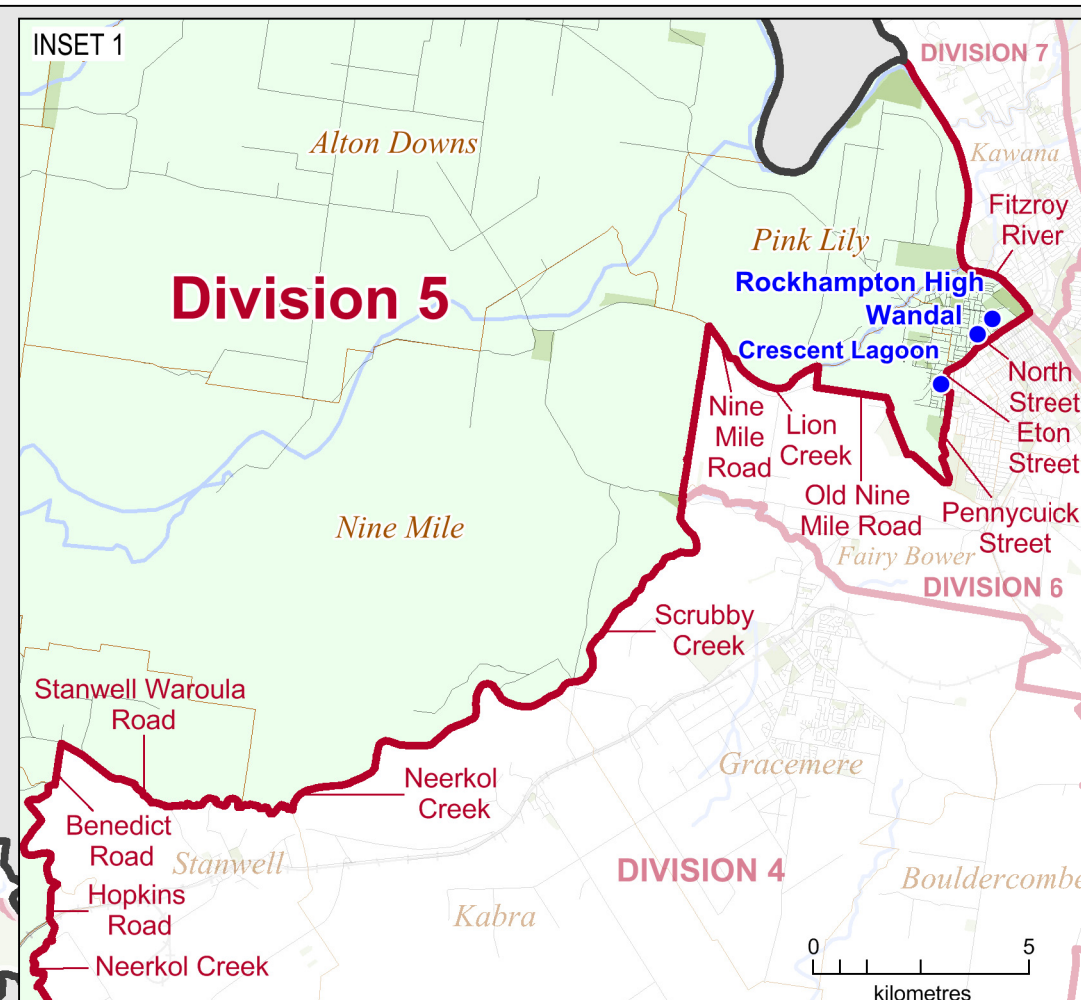 INSET 1
DIVISION 7
Alton Downs
Kawana
Fitzroy
River
Pink Lily
Division 5
Rockhampton High
Wandal
Crescent Lagoon
North
Street
Eton
Street
Nine
Mile
Road
Lion
Creek
Old Nine
Mile Road
Pennycuick
Street
Nine Mile
Fairy Bower
DIVISION 6
Scrubby
Creek
Stanwell Waroula
Road
Gracemere
Neerkol
Creek
Benedict
Road
Stanwell
DIVISION 4
Bouldercombe
Hopkins
Road
Kabra
Neerkol Creek
0 5
kilometres